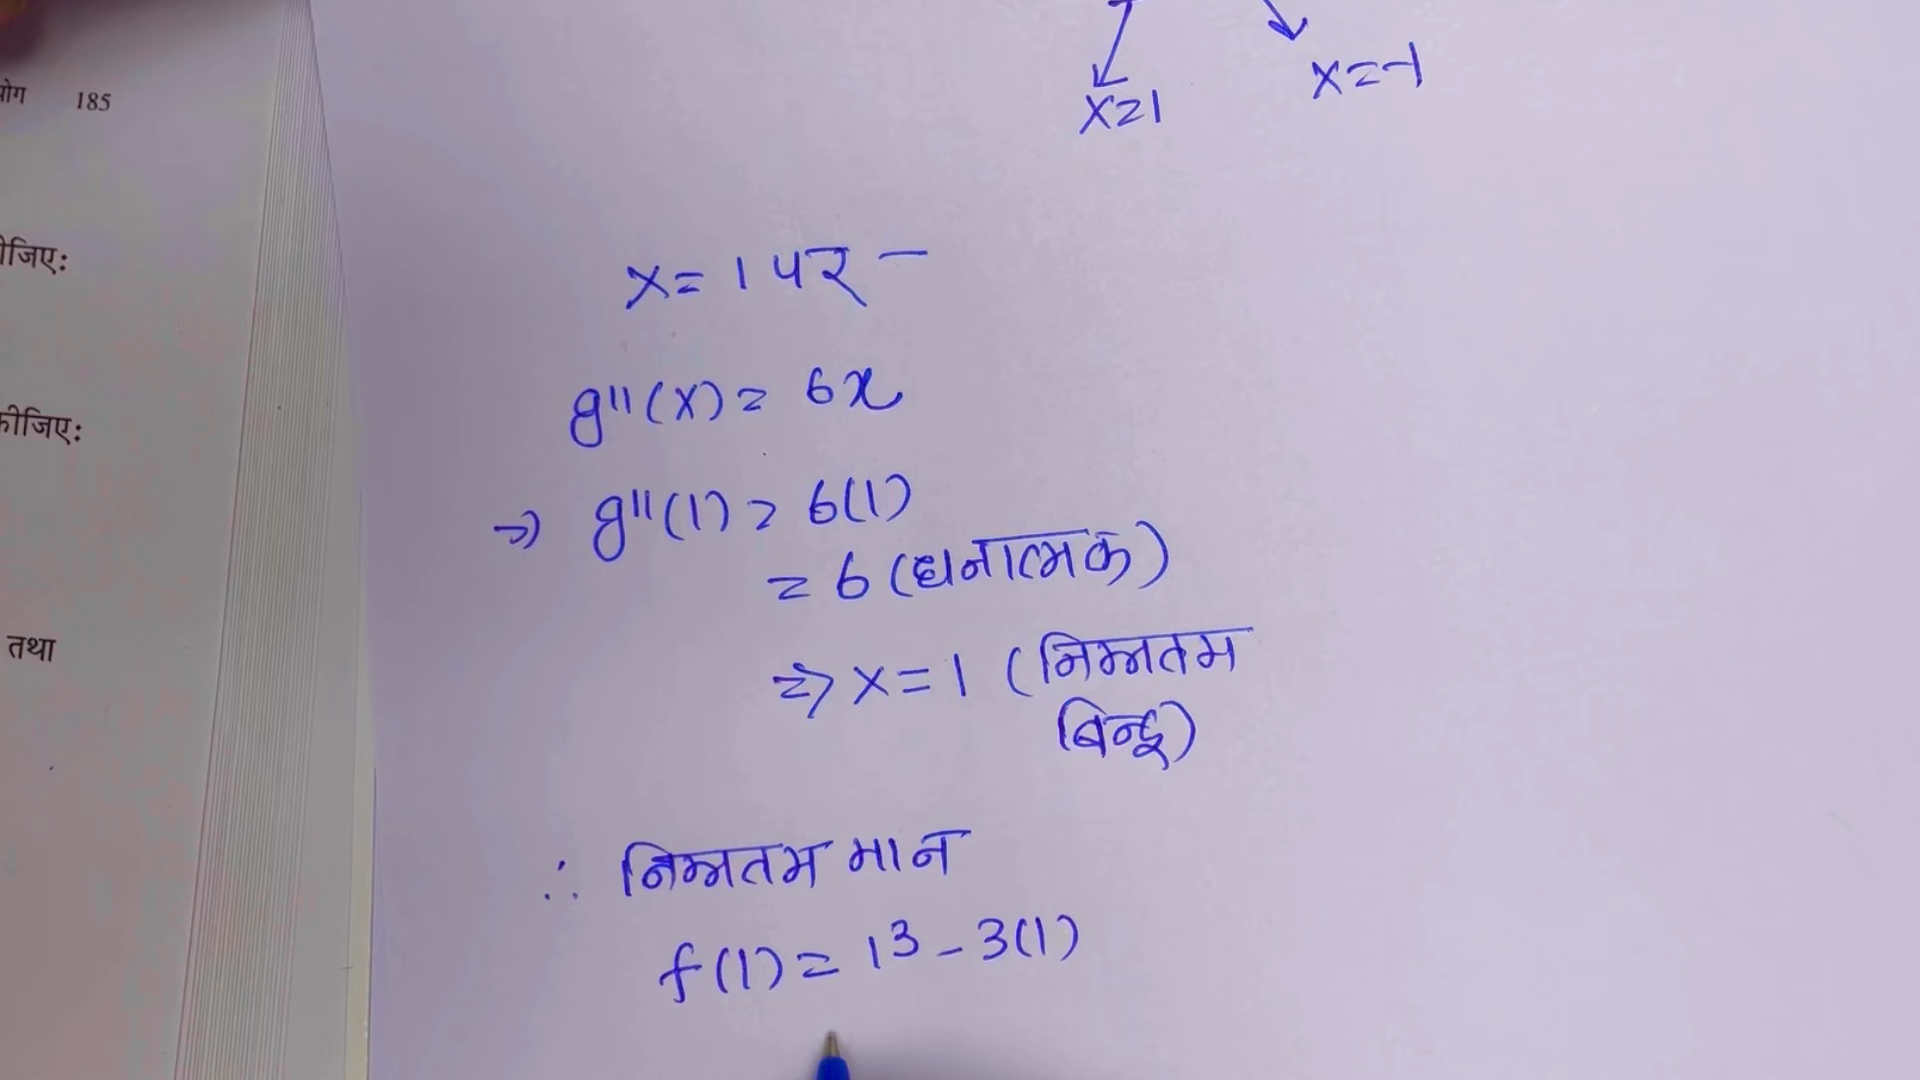 185
x=1
x=-1
x=1 पर -
g"(x) = 6x
=> g"(1) = 6(1)
= 6 (धनात्मक)
=> x=1 (निम्नतम
बिन्दू)
∴ निम्नतम मान
f(1) = 1³ - 3(1)
तथा